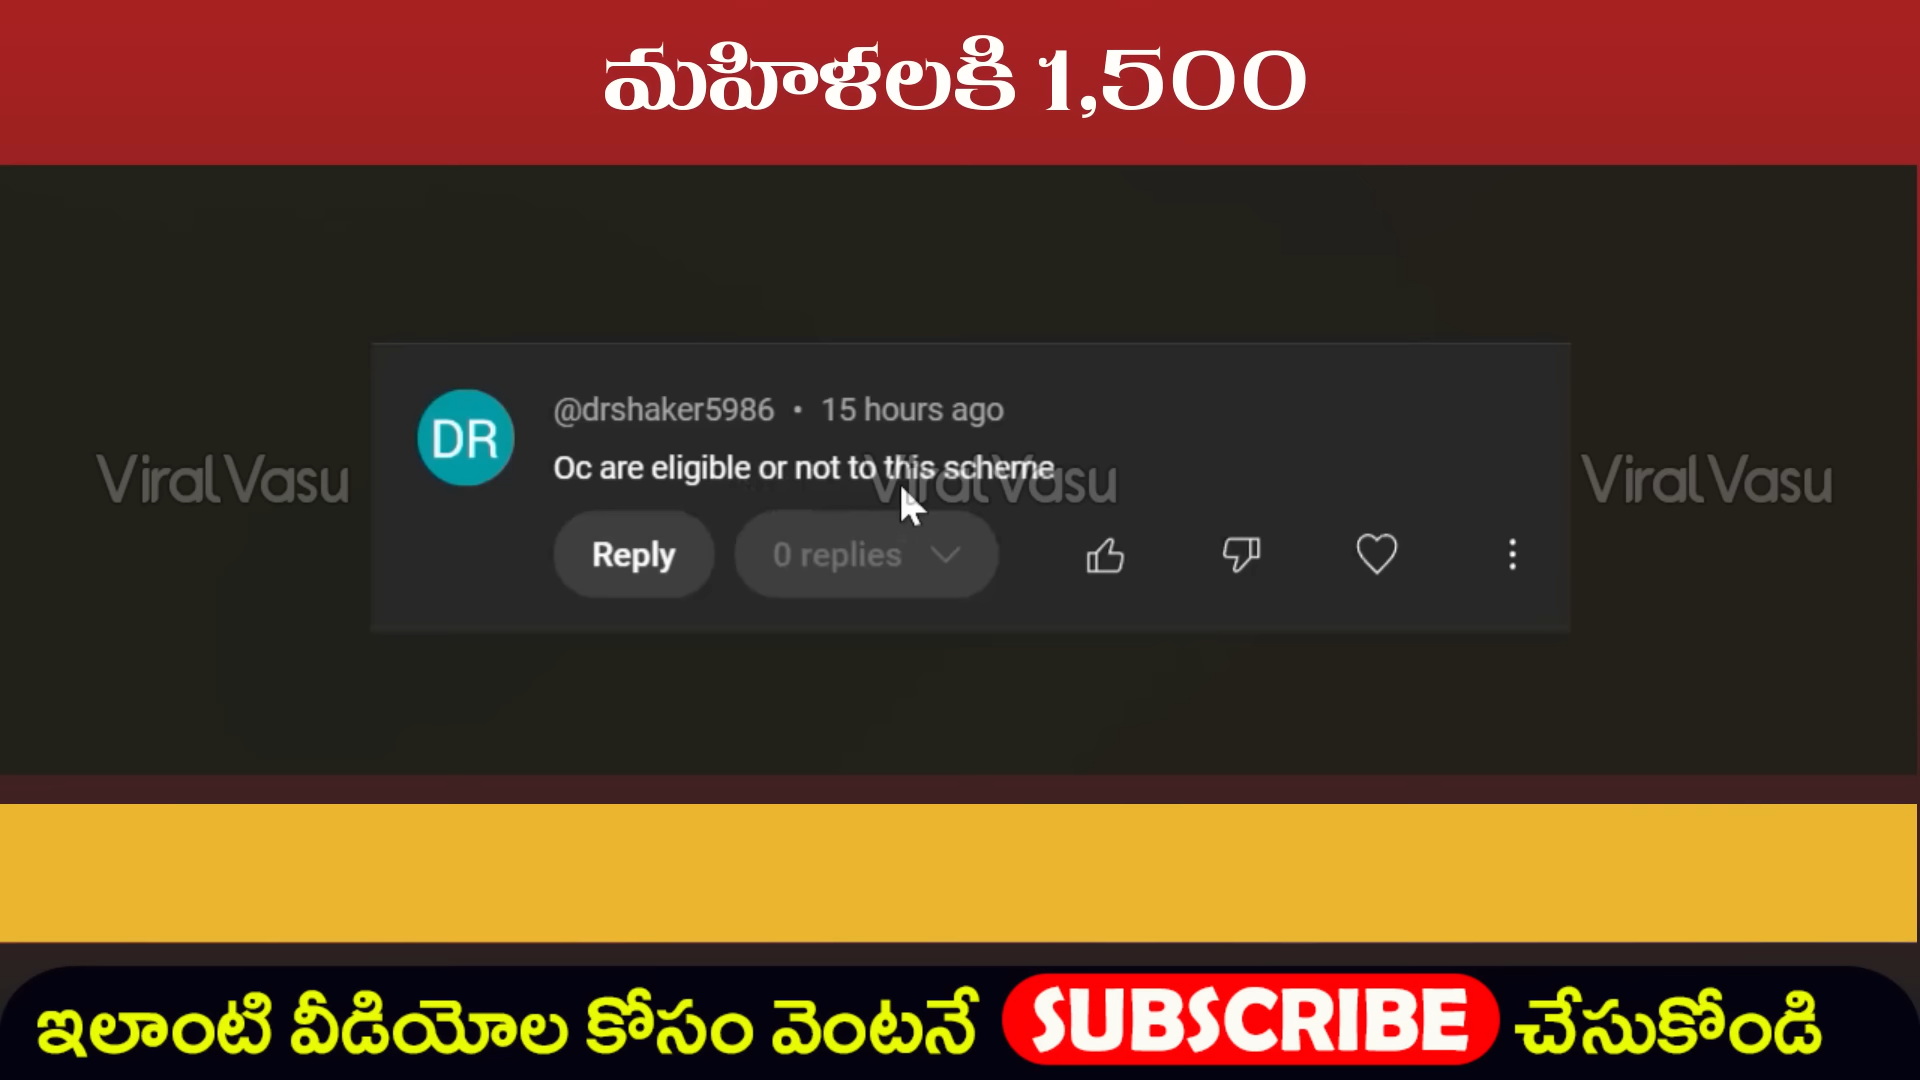 మహిళలకి 1,500
DR
@drshaker5986 • 15 hours ago
Oc are eligible or not to this scheme
Viral Vasu
Viral Vasu
Viral Vasu
Reply
0 replies
ఇలాంటి వీడియోల కోసం వెంటనే SUBSCRIBE చేసుకోండి